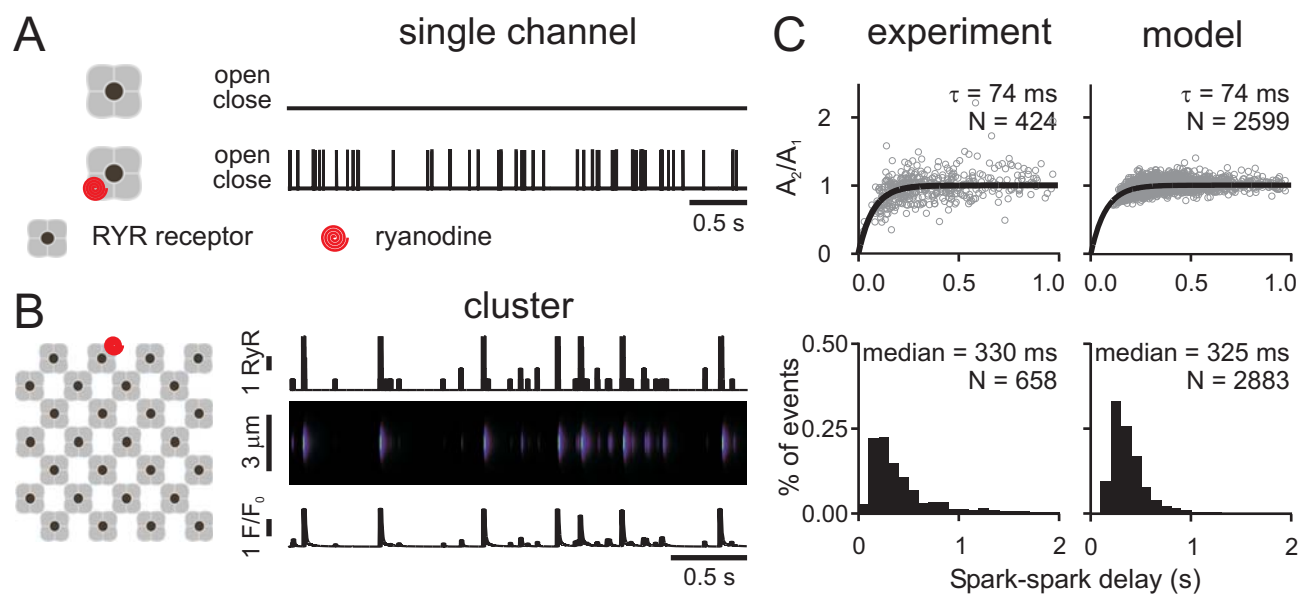 A
single channel
open
close
open
close
0.5 s
RYR receptor
ryanodine
B
cluster
1 RyR
3 μm
1 F/F0
0.5 s
C
experiment
model
τ = 74 ms
N = 424
τ = 74 ms
N = 2599
A2/A1
2
1
0
0.0 0.5 1.0
0.0 0.5 1.0
median = 330 ms
N = 658
median = 325 ms
N = 2883
% of events
0.50
0.25
0.00
0 1 2
0 1 2
Spark-spark delay (s)